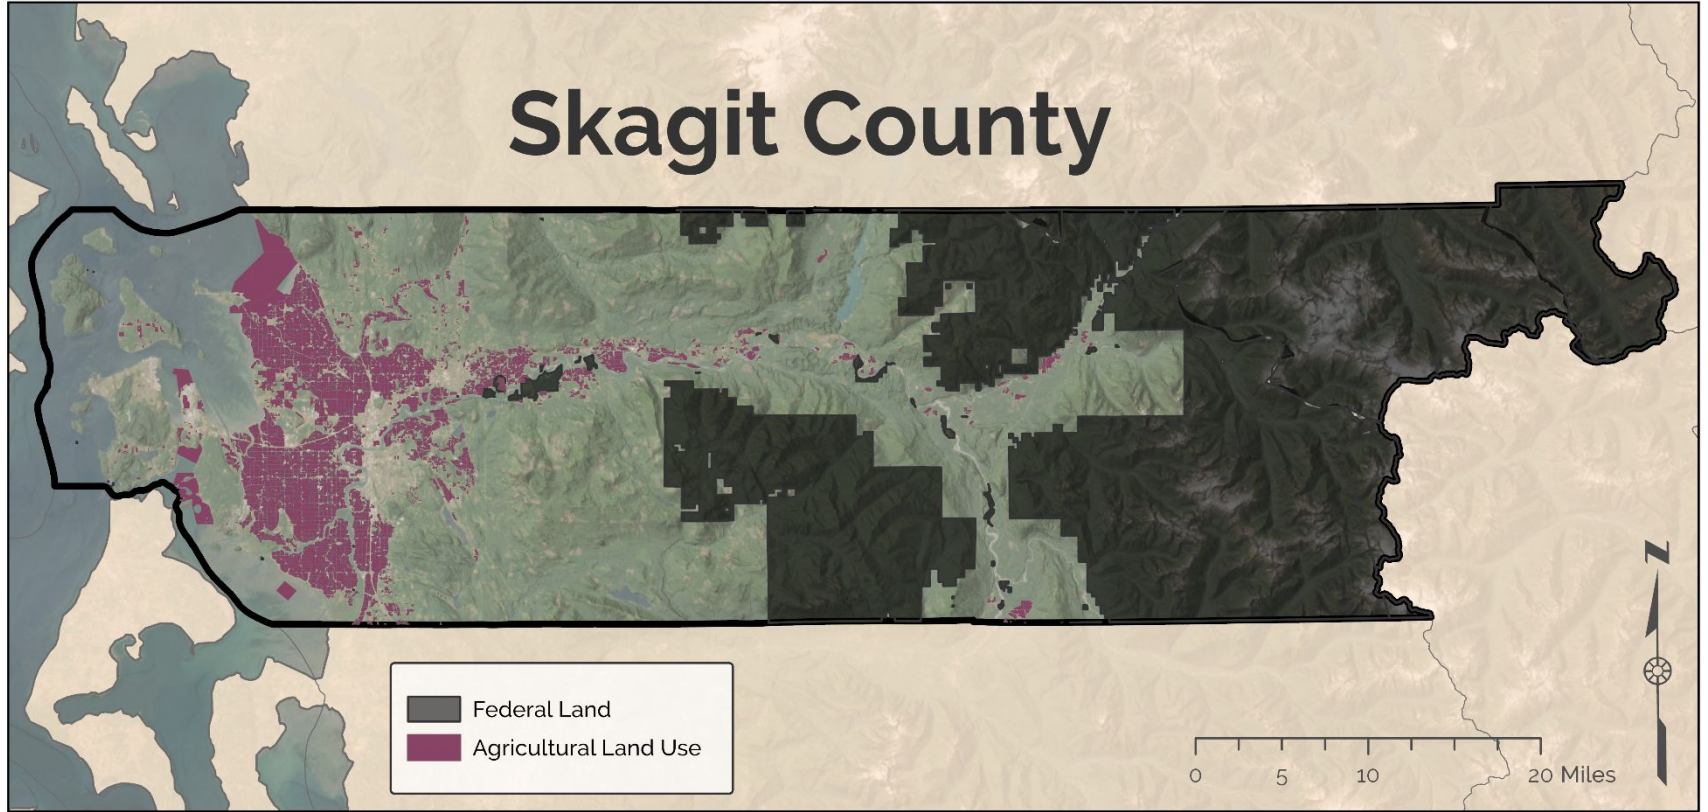 Skagit County
Federal Land
Agricultural Land Use
0 5 10 20 Miles
N